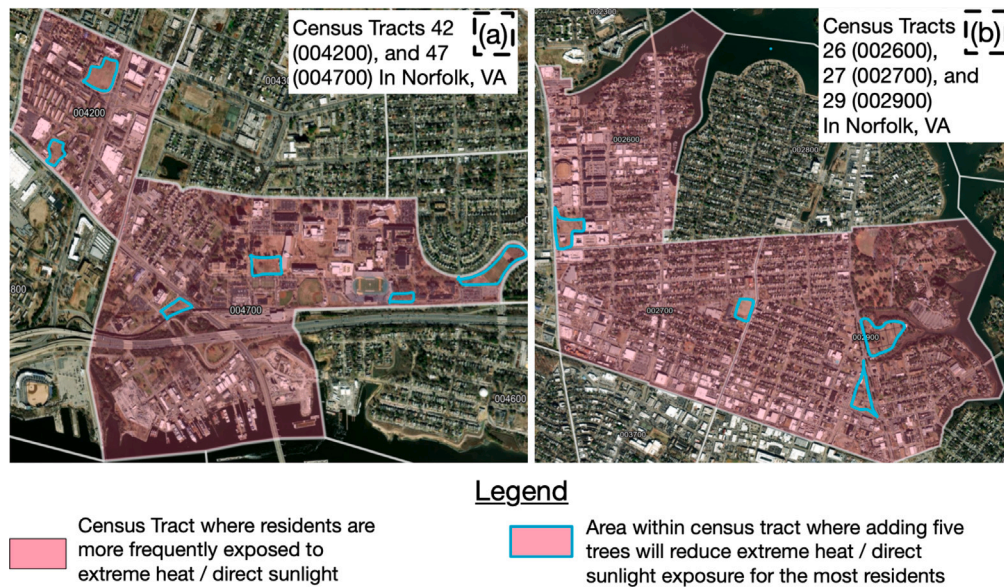 Census Tracts 42
(004200), and 47
(004700) In Norfolk, VA
(a)
004200
004700
004600
Census Tracts
26 (002600),
27 (002700), and
29 (002900)
In Norfolk, VA
(b)
002600
002800
002700
002900
Legend
Census Tract where residents are
more frequently exposed to
extreme heat / direct sunlight
Area within census tract where adding five
trees will reduce extreme heat / direct
sunlight exposure for the most residents